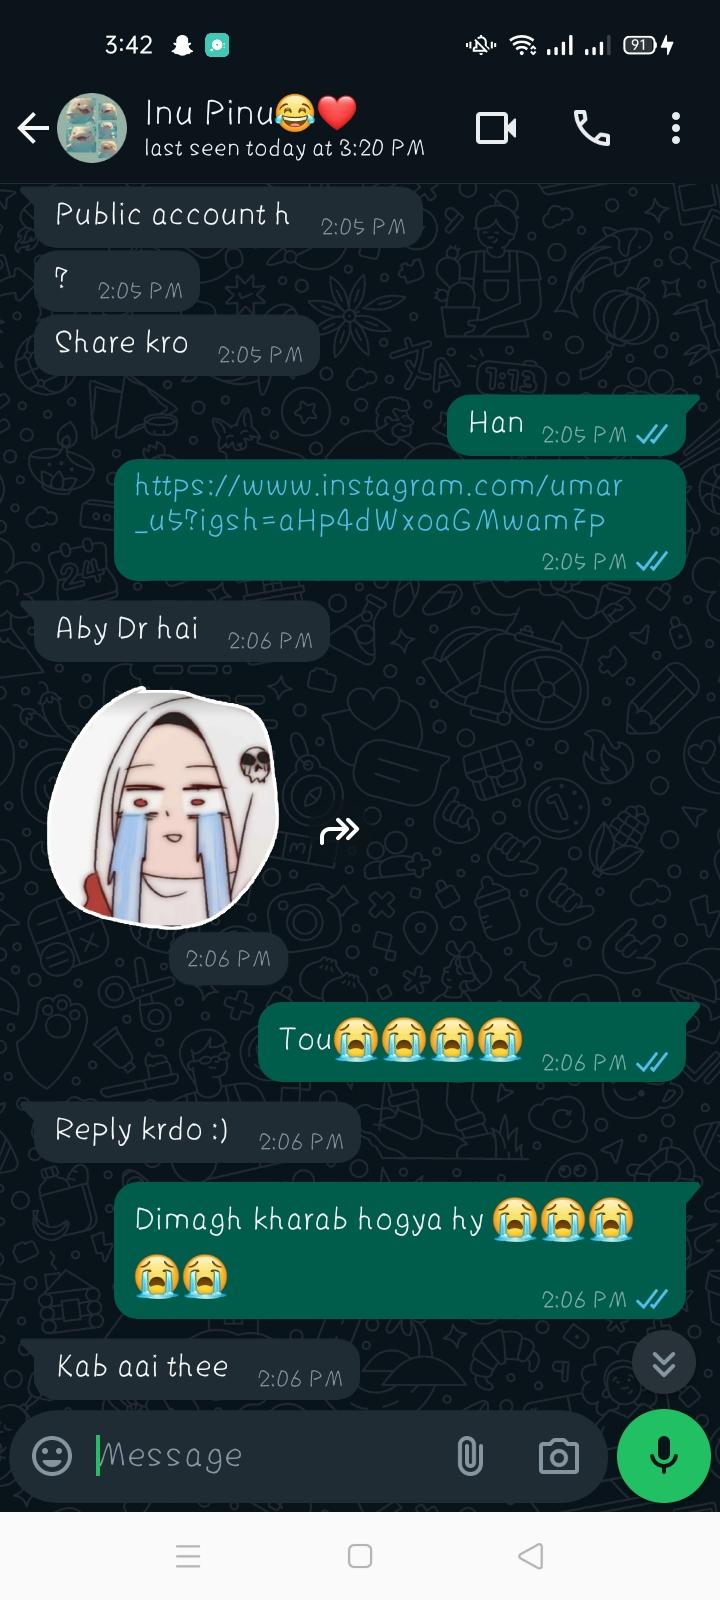 3:42
91
Inu Pinu😂❤️
last seen today at 3:20 PM
Public account h 2:05 PM
? 2:05 PM
Share kro 2:05 PM
Han 2:05 PM
https://www.instagram.com/umar
_u5?igsh=aHp4dWxoaGMwam7p
2:05 PM
Aby Dr hai 2:06 PM
2:06 PM
Tou😭😭😭😭 2:06 PM
Reply krdo :) 2:06 PM
Dimagh kharab hogya hy 😭😭😭
😭😭
2:06 PM
Kab aai thee 2:06 PM
Message